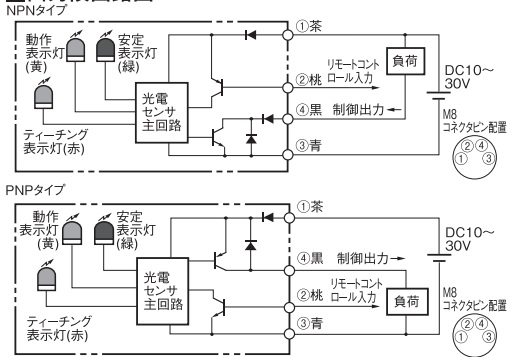 NPNタイプ
動作
表示灯
(黄)
安定
表示灯
(緑)
ティーチング
表示灯(赤)
光電
センサ
主回路
①茶
リモートコント
ロール入力
②桃
④黒 制御出力
③青
負荷
DC10〜
30V
M8
コネクタピン配置
②④
① ③
PNPタイプ
動作
表示灯
(黄)
安定
表示灯
(緑)
ティーチング
表示灯(赤)
光電
センサ
主回路
①茶
④黒 制御出力
リモートコント
ロール入力
②桃
③青
負荷
DC10〜
30V
M8
コネクタピン配置
②④
① ③